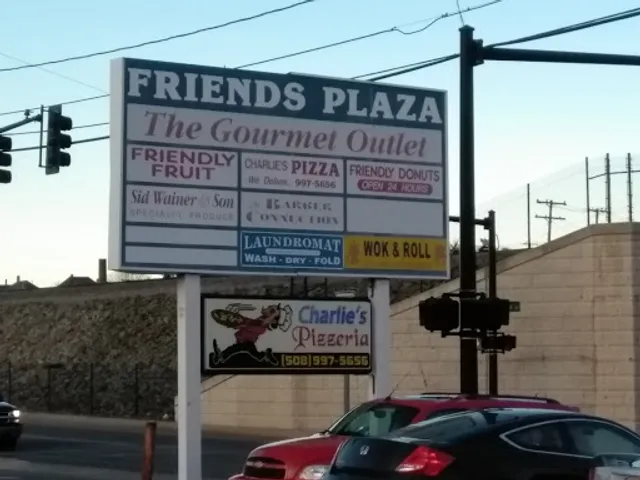 FRIENDS PLAZA
The Gourmet Outlet
FRIENDLY
FRUIT
CHARLIE'S PIZZA
We Deliver 997-5656
FRIENDLY DONUTS
OPEN 24 HOURS
Sid Wainer & Son
SPECIALTY PRODUCE
BARBER
CONNECTION
LAUNDROMAT
WASH - DRY - FOLD
WOK & ROLL
Charlie's
Pizzeria
(508)997-5656